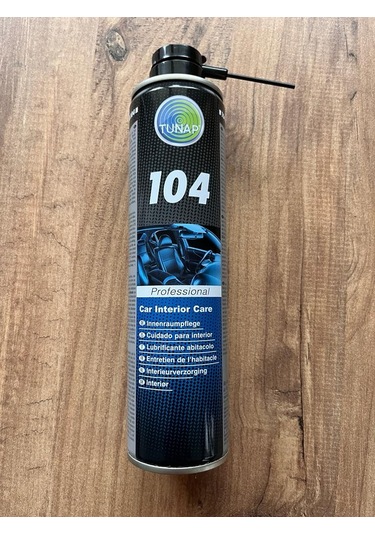 TUNAP
104
Professional
Car Interior Care
Innenraumpflege
Cuidado para interior
Lubrificante abitacolo
Entretien de l'habitacle
Interieurverzorging
Interiør